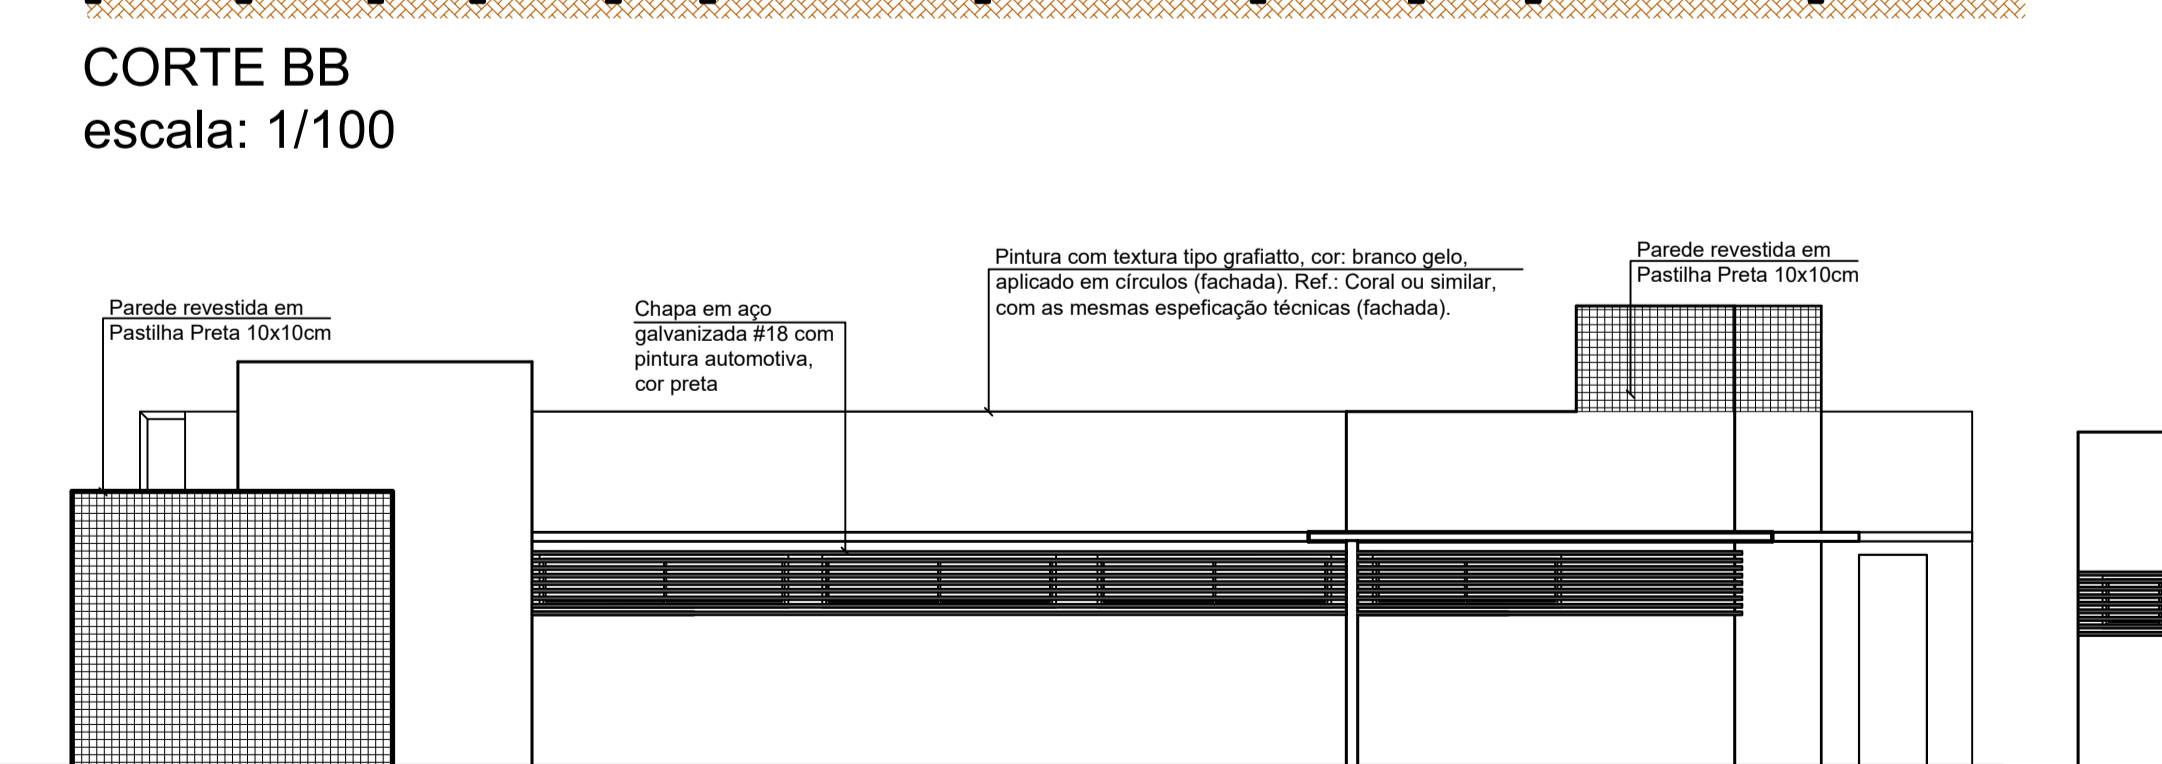 CORTE BB
escala: 1/100
Parede revestida em
Pastilha Preta 10x10cm
Chapa em aço
galvanizada #18 com
pintura automotiva,
cor preta
Pintura com textura tipo grafiatto, cor: branco gelo,
aplicado em círculos (fachada). Ref.: Coral ou similar,
com as mesmas espeficação técnicas (fachada).
Parede revestida em
Pastilha Preta 10x10cm